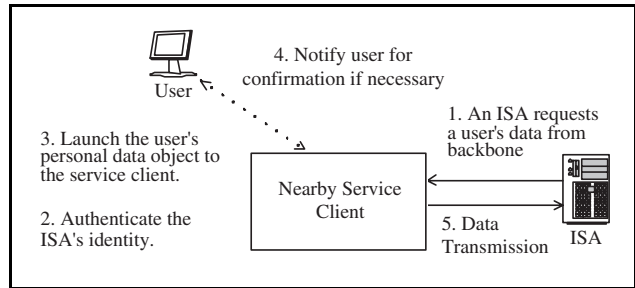 4. Notify user for
confirmation if necessary
User
1. An ISA requests
a user's data from
backbone
3. Launch the user's
personal data object to
the service client.
2. Authenticate the
ISA's identity.
Nearby Service
Client
5. Data
Transmission
ISA